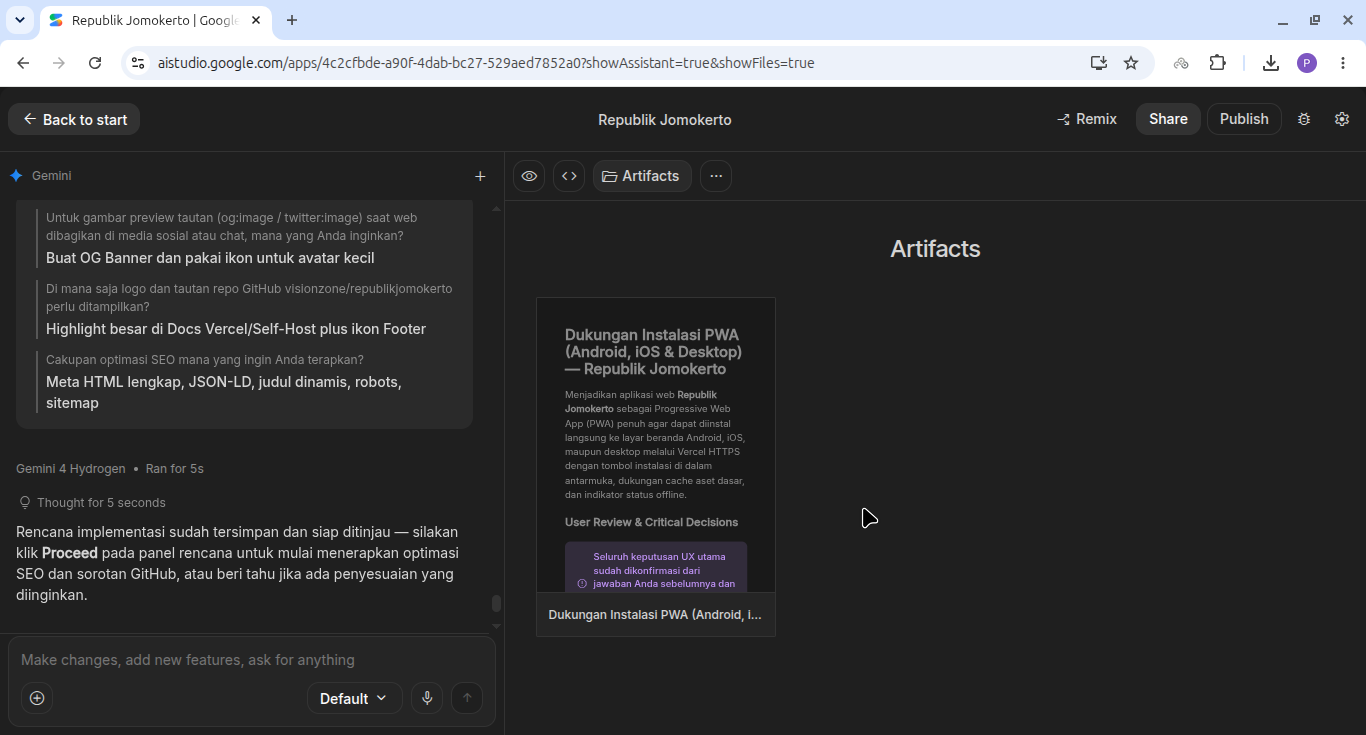 Republik Jomokerto | Google
aistudio.google.com/apps/4c2cfbde-a90f-4dab-bc27-529aed7852a0?showAssistant=true&showFiles=true
P
Back to start
Republik Jomokerto
Remix
Share
Publish
Gemini
Untuk gambar preview tautan (og:image / twitter:image) saat web
dibagikan di media sosial atau chat, mana yang Anda inginkan?
Buat OG Banner dan pakai ikon untuk avatar kecil
Di mana saja logo dan tautan repo GitHub visionzone/republikjomokerto
perlu ditampilkan?
Highlight besar di Docs Vercel/Self-Host plus ikon Footer
Cakupan optimasi SEO mana yang ingin Anda terapkan?
Meta HTML lengkap, JSON-LD, judul dinamis, robots,
sitemap
Gemini 4 Hydrogen • Ran for 5s
Thought for 5 seconds
Rencana implementasi sudah tersimpan dan siap ditinjau — silakan
klik Proceed pada panel rencana untuk mulai menerapkan optimasi
SEO dan sorotan GitHub, atau beri tahu jika ada penyesuaian yang
diinginkan.
Make changes, add new features, ask for anything
Default
Artifacts
Artifacts
Dukungan Instalasi PWA
(Android, iOS & Desktop)
— Republik Jomokerto
Menjadikan aplikasi web Republik
Jomokerto sebagai Progressive Web
App (PWA) penuh agar dapat diinstal
langsung ke layar beranda Android, iOS,
maupun desktop melalui Vercel HTTPS
dengan tombol instalasi di dalam
antarmuka, dukungan cache aset dasar,
dan indikator status offline.
User Review & Critical Decisions
Seluruh keputusan UX utama
sudah dikonfirmasi dari
jawaban Anda sebelumnya dan
Dukungan Instalasi PWA (Android, i...